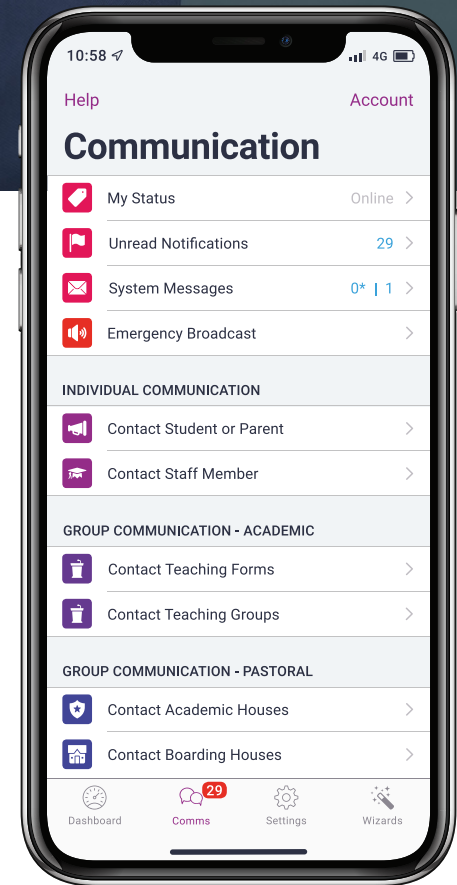 10:58 4G
Help Account
Communication
My Status Online
Unread Notifications 29
System Messages 0* | 1
Emergency Broadcast
INDIVIDUAL COMMUNICATION
Contact Student or Parent
Contact Staff Member
GROUP COMMUNICATION - ACADEMIC
Contact Teaching Forms
Contact Teaching Groups
GROUP COMMUNICATION - PASTORAL
Contact Academic Houses
Contact Boarding Houses
29
Dashboard Comms Settings Wizards